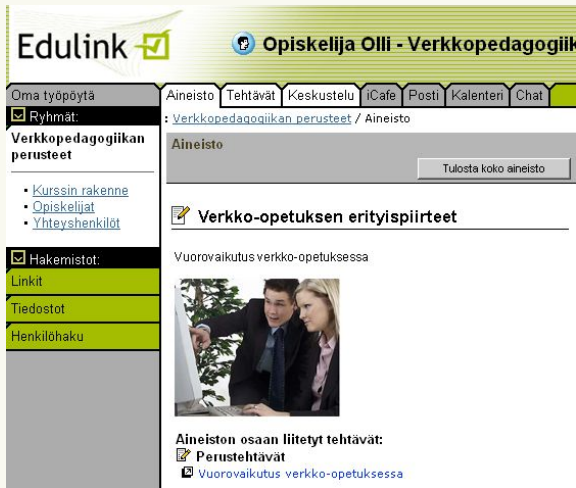 Edulink
Opiskelija Olli - Verkkopedagogiik
Oma työpöytä
Aineisto Tehtävät Keskustelu iCafe Posti Kalenteri Chat
Ryhmät:
Verkkopedagogiikan
perusteet
Kurssin rakenne
Opiskelijat
Yhteyshenkilöt
Hakemistot:
Linkit
Tiedostot
Henkilöhaku
: Verkkopedagogiikan perusteet / Aineisto
Aineisto
Tulosta koko aineisto
Verkko-opetuksen erityispiirteet
Vuorovaikutus verkko-opetuksessa
Aineiston osaan liitetyt tehtävät:
Perustehtävät
Vuorovaikutus verkko-opetuksessa